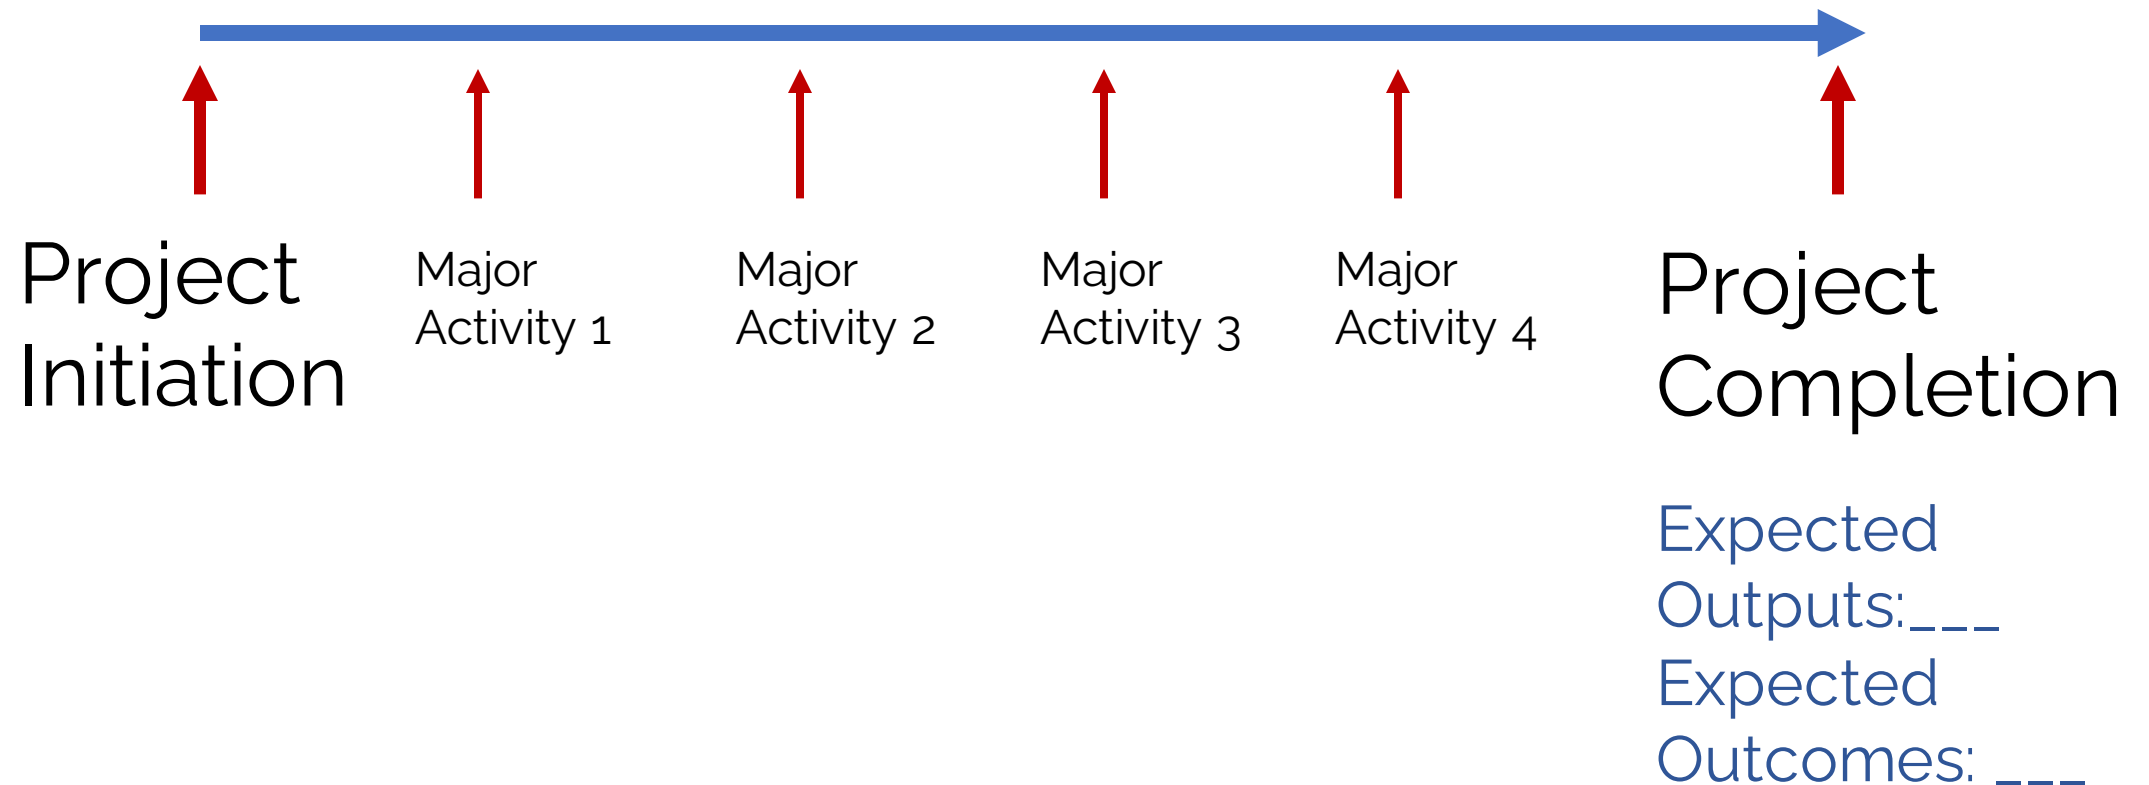 Project
Initiation
Major
Activity 1
Major
Activity 2
Major
Activity 3
Major
Activity 4
Project
Completion
Expected
Outputs:___
Expected
Outcomes: ___